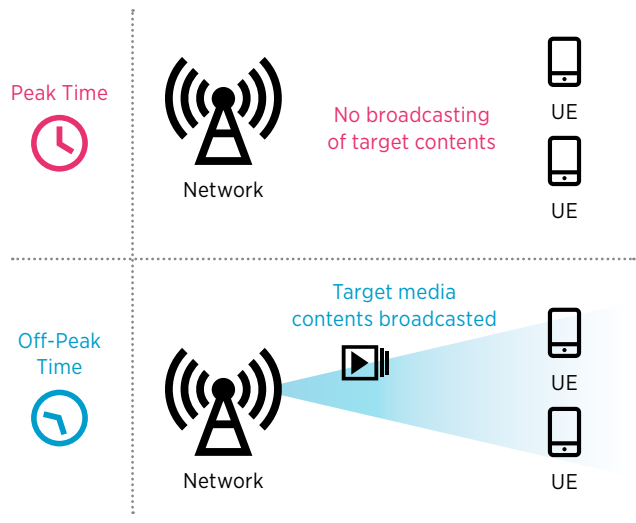 Peak Time
Network
No broadcasting
of target contents
UE
UE
Off-Peak
Time
Network
Target media
contents broadcasted
UE
UE